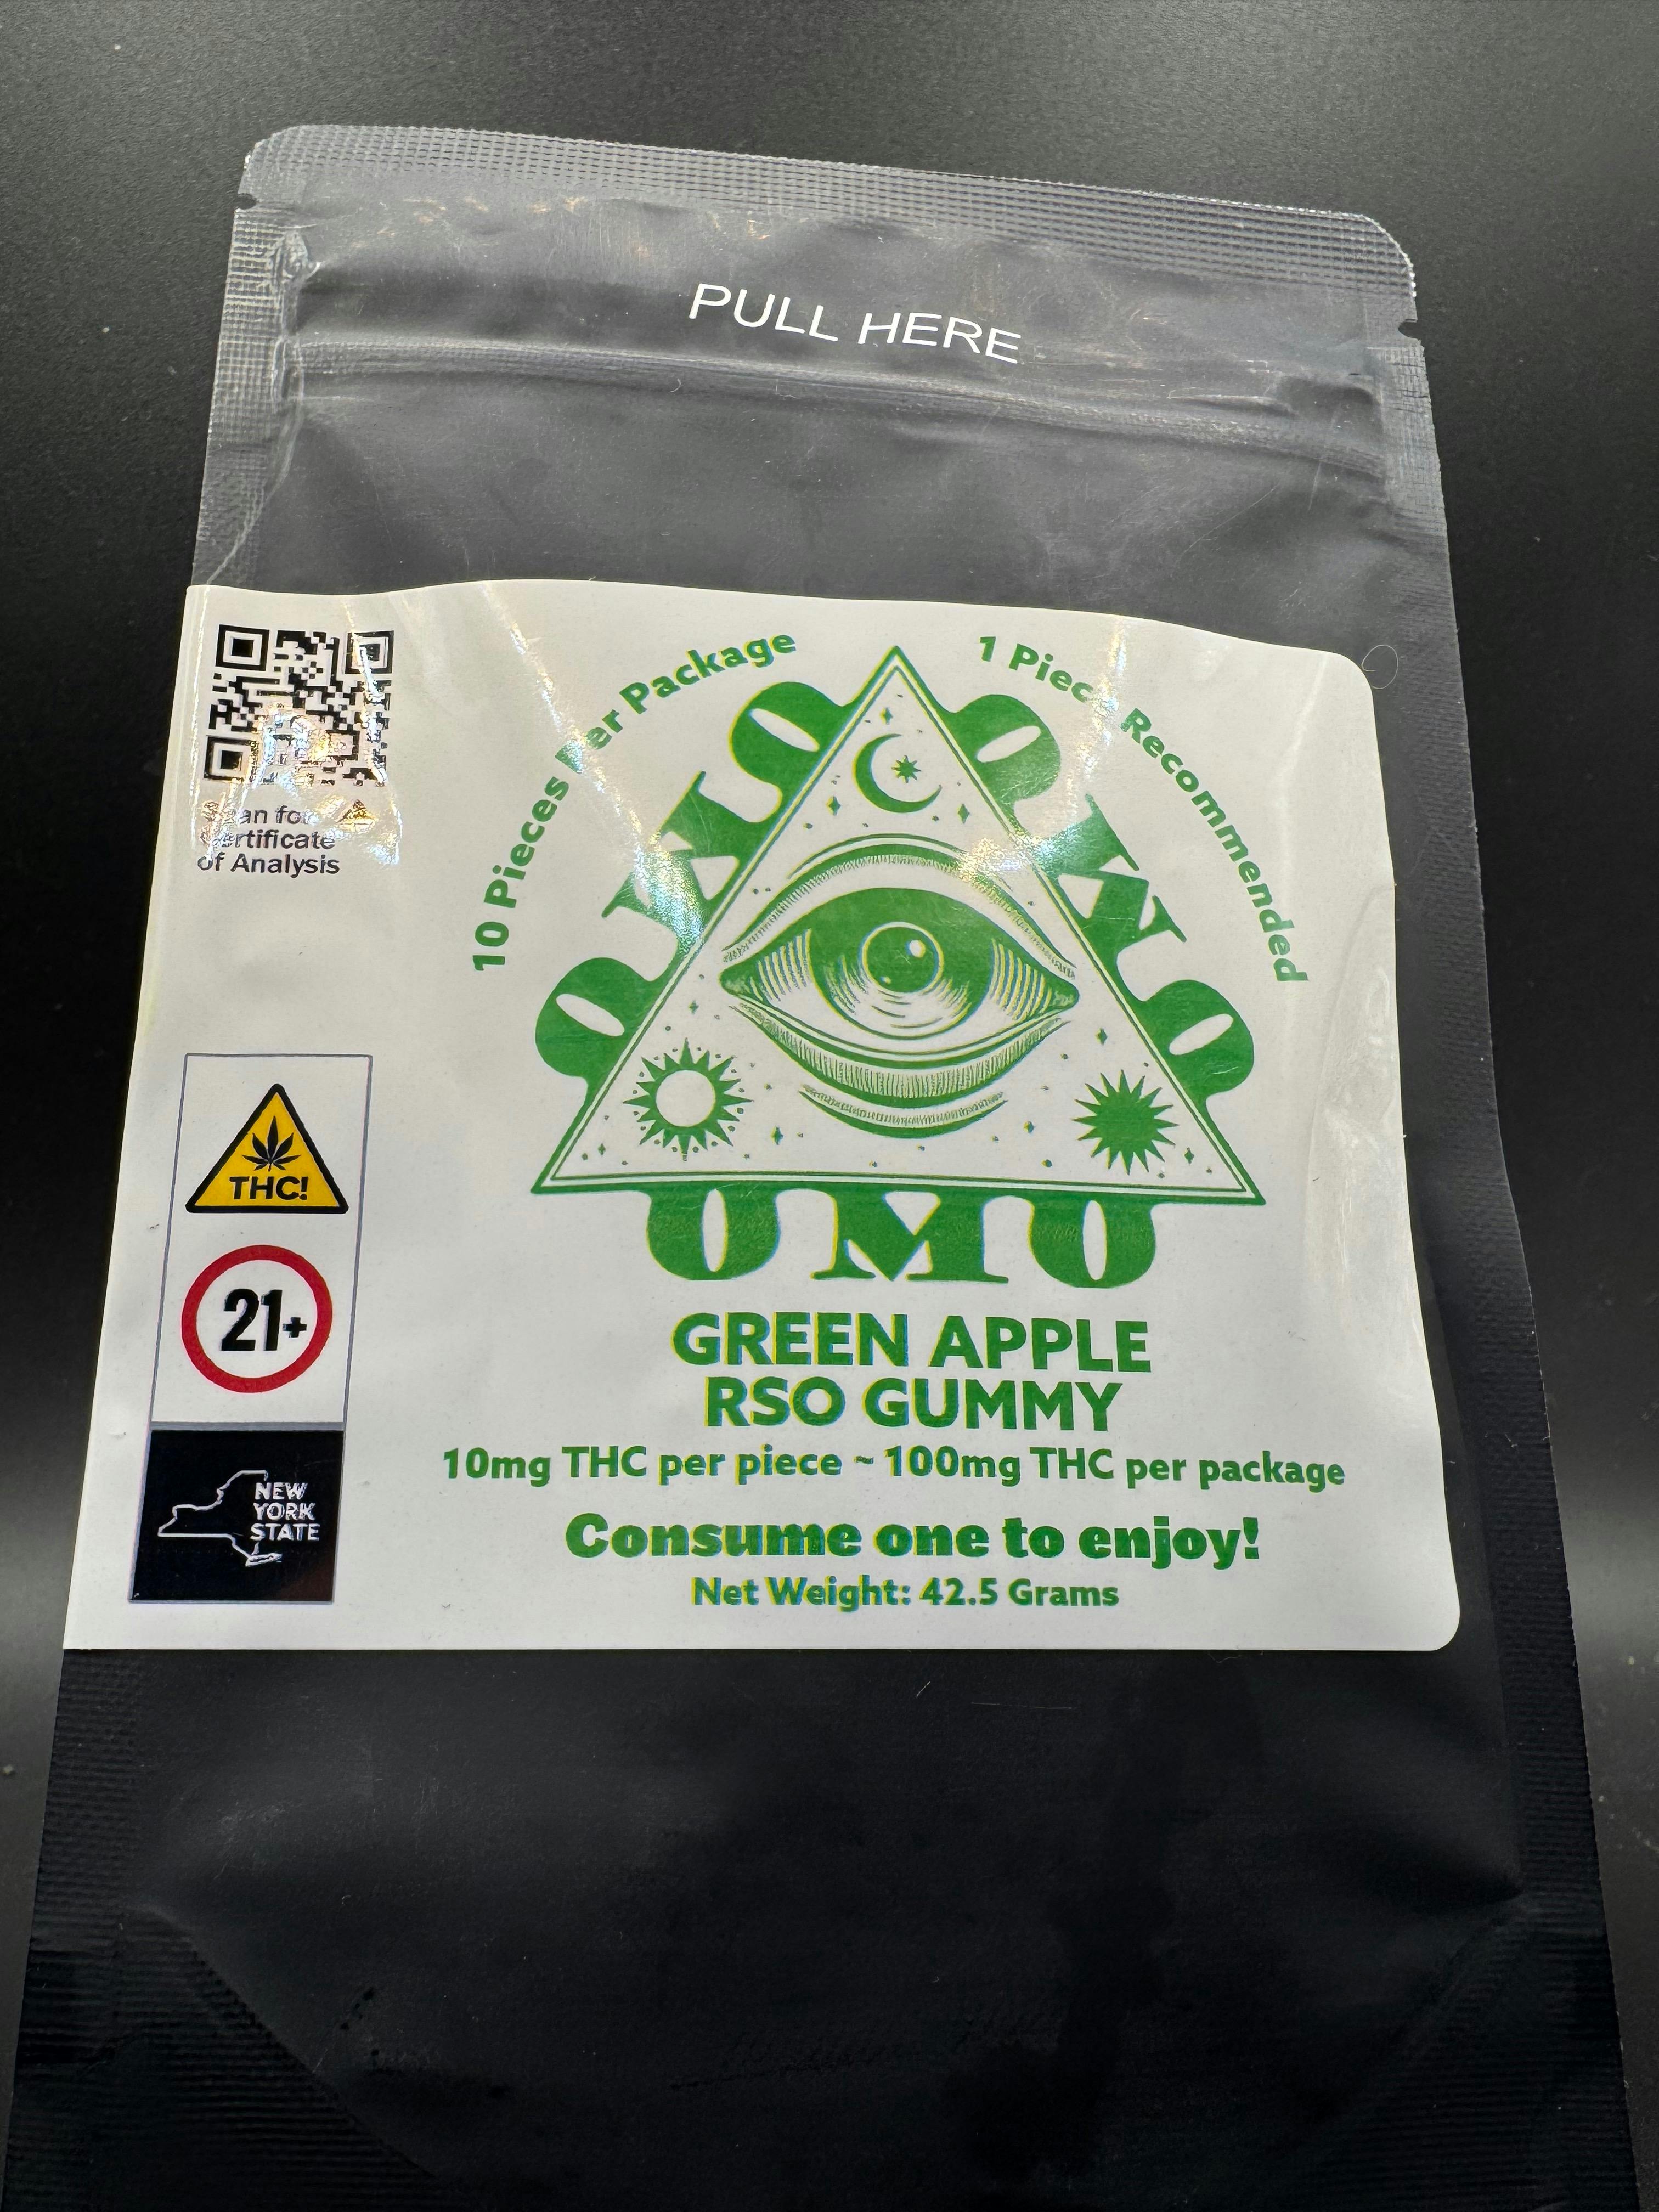 PULL HERE
10 Pieces Per Package
1 Piece Recommended
OMO
OMO
OMO
Scan for
Certificate
of Analysis
THC!
21+
NEW
YORK
STATE
GREEN APPLE
RSO GUMMY
10mg THC per piece ~ 100mg THC per package
Consume one to enjoy!
Net Weight: 42.5 Grams